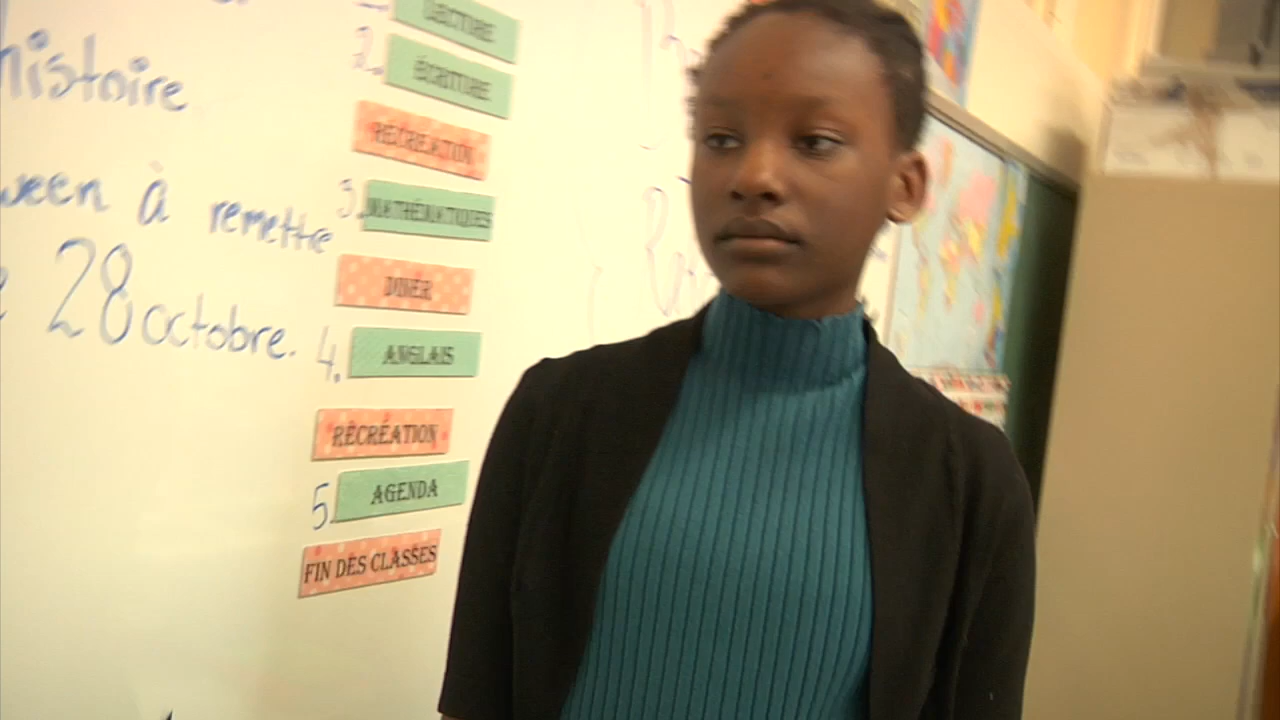 histoire
ween à remettre
28 octobre.
LECTURE
2. ÉCRITURE
RÉCRÉATION
3. MATHÉMATIQUES
DINER
4. ANGLAIS
RÉCRÉATION
5. AGENDA
FIN DES CLASSES